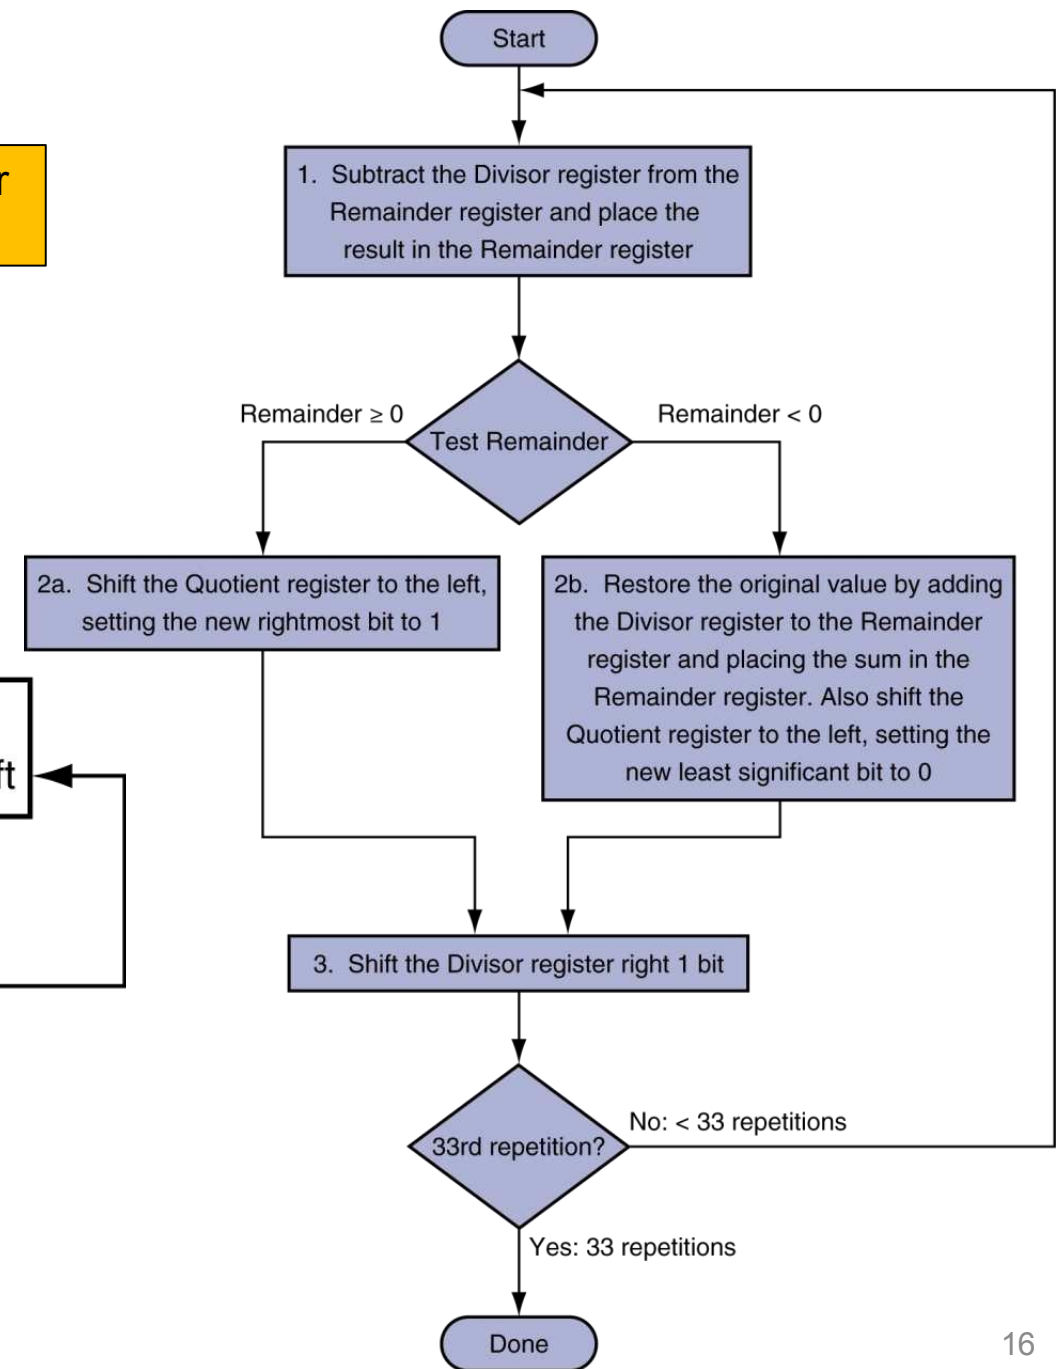 Start
r
1. Subtract the Divisor register from the
Remainder register and place the
result in the Remainder register
Remainder ≥ 0
Test Remainder
Remainder < 0
2a. Shift the Quotient register to the left,
setting the new rightmost bit to 1
2b. Restore the original value by adding
the Divisor register to the Remainder
register and placing the sum in the
Remainder register. Also shift the
Quotient register to the left, setting the
new least significant bit to 0
ft
3. Shift the Divisor register right 1 bit
33rd repetition?
No: < 33 repetitions
Yes: 33 repetitions
Done
16